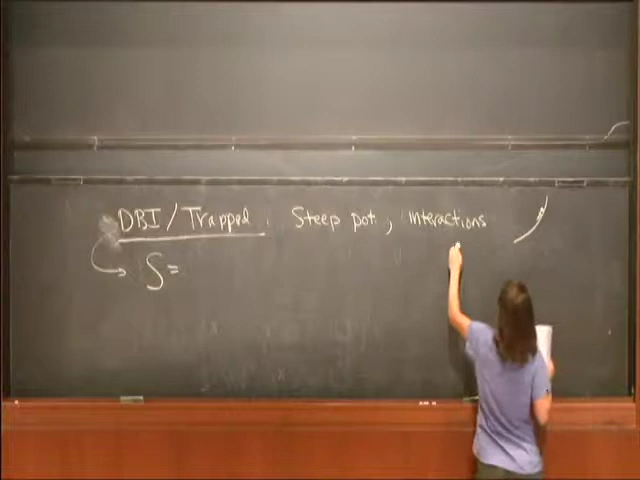 DBI / Trapped. Steep pot, interactions
S =